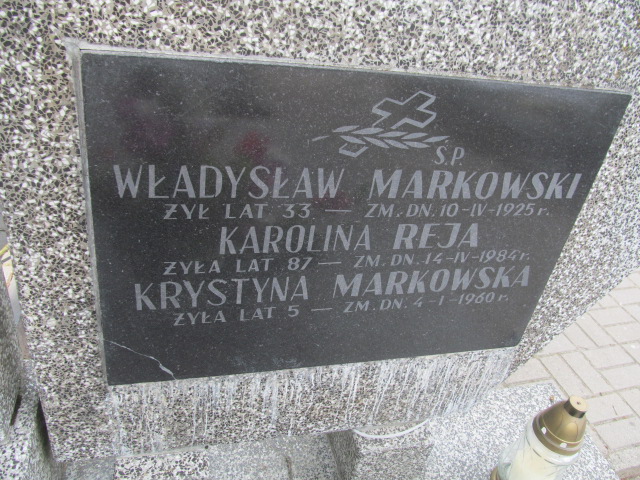 Ś.P.
WŁADYSŁAW MARKOWSKI
ŻYŁ LAT 33 — ZM. DN. 10-IV-1925 r.
KAROLINA REJA
ŻYŁA LAT 87 — ZM. DN. 14-IV-1984 r.
KRYSTYNA MARKOWSKA
ŻYŁA LAT 5 — ZM. DN. 4-I-1960 r.